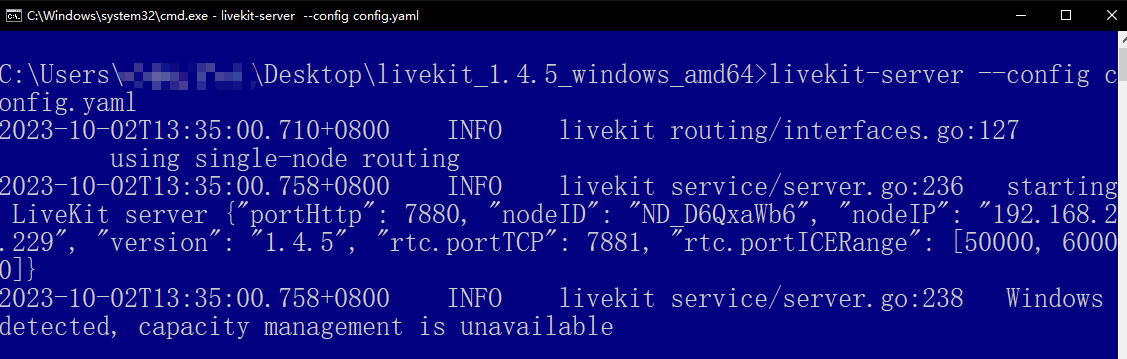 C:\Windows\system32\cmd.exe - livekit-server  --config config.yaml
C:\Users\ \Desktop\livekit_1.4.5_windows_amd64>livekit-server --config c
onfig.yaml
2023-10-02T13:35:00.710+0800    INFO    livekit routing/interfaces.go:127
        using single-node routing
2023-10-02T13:35:00.758+0800    INFO    livekit service/server.go:236   starting
 LiveKit server {"portHttp": 7880, "nodeID": "ND_D6QxaWb6", "nodeIP": "192.168.2
.229", "version": "1.4.5", "rtc.portTCP": 7881, "rtc.portICERange": [50000, 6000
0]}
2023-10-02T13:35:00.758+0800    INFO    livekit service/server.go:238   Windows
detected, capacity management is unavailable